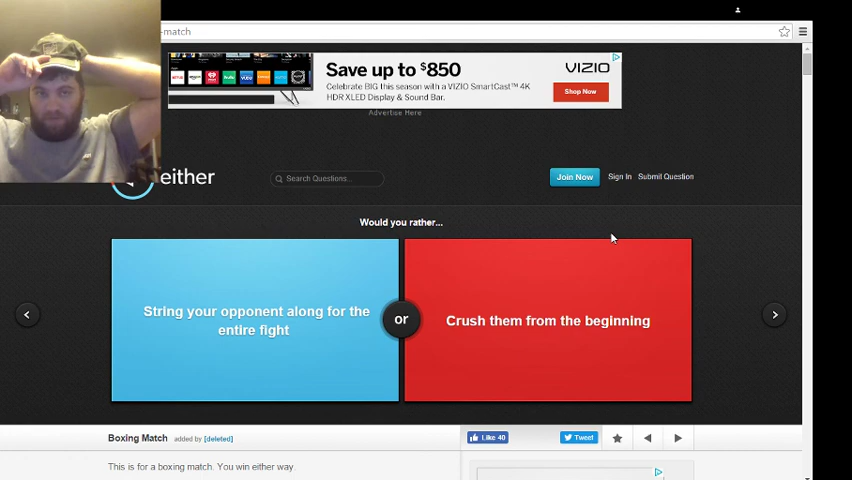 -match
Save up to $850
VIZIO
Celebrate BIG this season with a VIZIO SmartCast™ 4K
HDR XLED Display & Sound Bar.
Shop Now
Advertise Here
either
Search Questions...
Join Now
Sign In
Submit Question
Would you rather...
String your opponent along for the
entire fight
or
Crush them from the beginning
Boxing Match added by [deleted]
Like 40
Tweet
This is for a boxing match. You win either way.